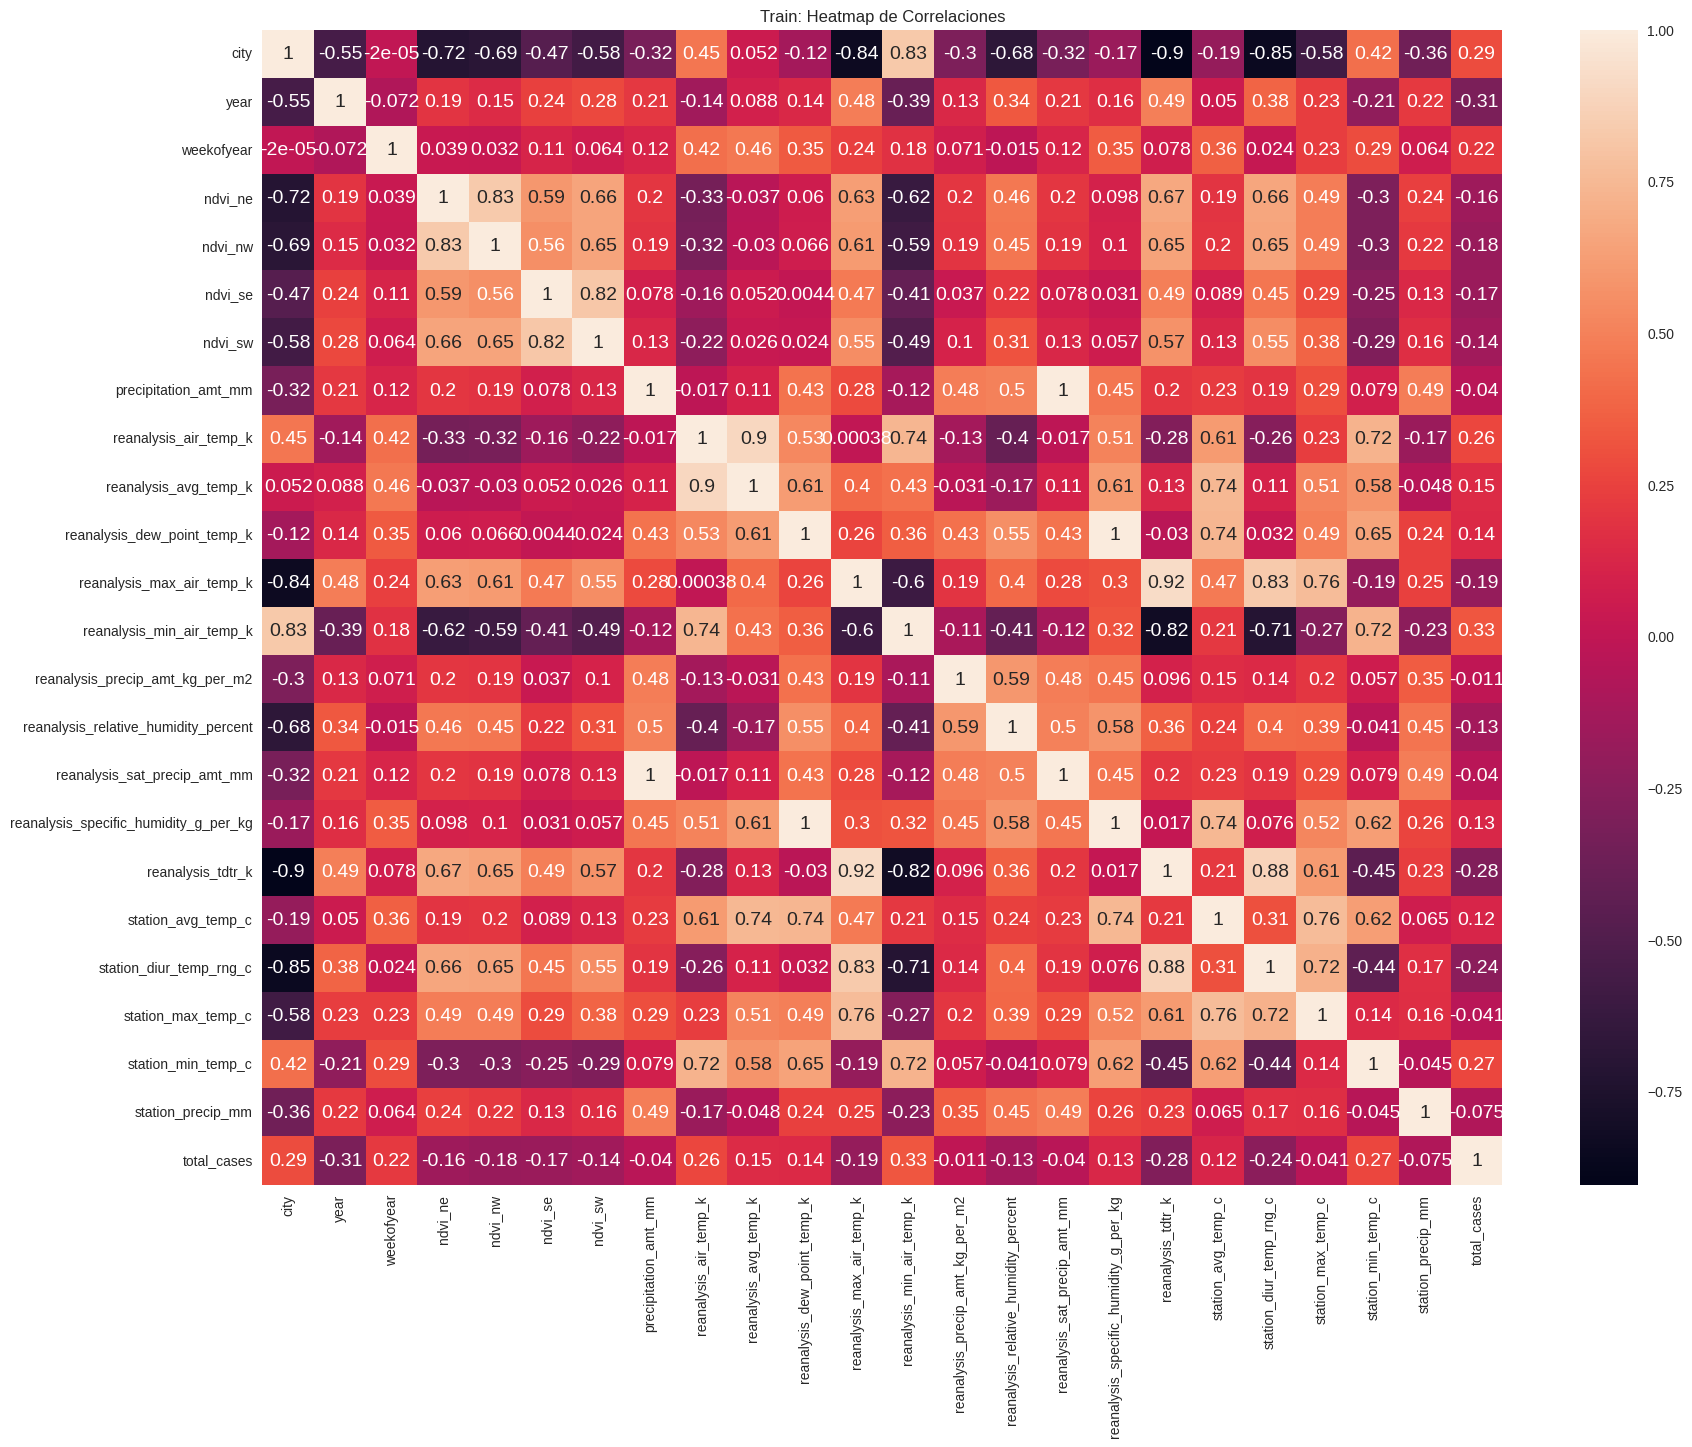 Train: Heatmap de Correlaciones
city 1 -0.55 -2e-05 -0.72 -0.69 -0.47 -0.58 -0.32 0.45 0.052 -0.12 -0.84 0.83 -0.3 -0.68 -0.32 -0.17 -0.9 -0.19 -0.85 -0.58 0.42 -0.36 0.29
year -0.55 1 -0.072 0.19 0.15 0.24 0.28 0.21 -0.14 0.088 0.14 0.48 -0.39 0.13 0.34 0.21 0.16 0.49 0.05 0.38 0.23 -0.21 0.22 -0.31
weekofyear -2e-05 -0.072 1 0.039 0.032 0.11 0.064 0.12 0.42 0.46 0.35 0.24 0.18 0.071 -0.015 0.12 0.35 0.078 0.36 0.024 0.23 0.29 0.064 0.22
ndvi_ne -0.72 0.19 0.039 1 0.83 0.59 0.66 0.2 -0.33 -0.037 0.06 0.63 -0.62 0.2 0.46 0.2 0.098 0.67 0.19 0.66 0.49 -0.3 0.24 -0.16
ndvi_nw -0.69 0.15 0.032 0.83 1 0.56 0.65 0.19 -0.32 -0.03 0.066 0.61 -0.59 0.19 0.45 0.19 0.1 0.65 0.2 0.65 0.49 -0.3 0.22 -0.18
ndvi_se -0.47 0.24 0.11 0.59 0.56 1 0.82 0.078 -0.16 0.052 0.0044 0.47 -0.41 0.037 0.22 0.078 0.031 0.49 0.089 0.45 0.29 -0.25 0.13 -0.17
ndvi_sw -0.58 0.28 0.064 0.66 0.65 0.82 1 0.13 -0.22 0.026 0.024 0.55 -0.49 0.1 0.31 0.13 0.057 0.57 0.13 0.55 0.38 -0.29 0.16 -0.14
precipitation_amt_mm -0.32 0.21 0.12 0.2 0.19 0.078 0.13 1 -0.017 0.11 0.43 0.28 -0.12 0.48 0.5 1 0.45 0.2 0.23 0.19 0.29 0.079 0.49 -0.04
reanalysis_air_temp_k 0.45 -0.14 0.42 -0.33 -0.32 -0.16 -0.22 -0.017 1 0.9 0.53 0.00038 0.74 -0.13 -0.4 -0.017 0.51 -0.28 0.61 -0.26 0.23 0.72 -0.17 0.26
reanalysis_avg_temp_k 0.052 0.088 0.46 -0.037 -0.03 0.052 0.026 0.11 0.9 1 0.61 0.4 0.43 -0.031 -0.17 0.11 0.61 0.13 0.74 0.11 0.51 0.58 -0.048 0.15
reanalysis_dew_point_temp_k -0.12 0.14 0.35 0.06 0.066 0.0044 0.024 0.43 0.53 0.61 1 0.26 0.36 0.43 0.55 0.43 1 -0.03 0.74 0.032 0.49 0.65 0.24 0.14
reanalysis_max_air_temp_k -0.84 0.48 0.24 0.63 0.61 0.47 0.55 0.28 0.00038 0.4 0.26 1 -0.6 0.19 0.4 0.28 0.3 0.92 0.47 0.83 0.76 -0.19 0.25 -0.19
reanalysis_min_air_temp_k 0.83 -0.39 0.18 -0.62 -0.59 -0.41 -0.49 -0.12 0.74 0.43 0.36 -0.6 1 -0.11 -0.41 -0.12 0.32 -0.82 0.21 -0.71 -0.27 0.72 -0.23 0.33
reanalysis_precip_amt_kg_per_m2 -0.3 0.13 0.071 0.2 0.19 0.037 0.1 0.48 -0.13 -0.031 0.43 0.19 -0.11 1 0.59 0.48 0.45 0.096 0.15 0.14 0.2 0.057 0.35 -0.011
reanalysis_relative_humidity_percent -0.68 0.34 -0.015 0.46 0.45 0.22 0.31 0.5 -0.4 -0.17 0.55 0.4 -0.41 0.59 1 0.5 0.58 0.36 0.24 0.4 0.39 -0.041 0.45 -0.13
reanalysis_sat_precip_amt_mm -0.32 0.21 0.12 0.2 0.19 0.078 0.13 1 -0.017 0.11 0.43 0.28 -0.12 0.48 0.5 1 0.45 0.2 0.23 0.19 0.29 0.079 0.49 -0.04
reanalysis_specific_humidity_g_per_kg -0.17 0.16 0.35 0.098 0.1 0.031 0.057 0.45 0.51 0.61 1 0.3 0.32 0.45 0.58 0.45 1 0.017 0.74 0.076 0.52 0.62 0.26 0.13
reanalysis_tdtr_k -0.9 0.49 0.078 0.67 0.65 0.49 0.57 0.2 -0.28 0.13 -0.03 0.92 -0.82 0.096 0.36 0.2 0.017 1 0.21 0.88 0.61 -0.45 0.23 -0.28
station_avg_temp_c -0.19 0.05 0.36 0.19 0.2 0.089 0.13 0.23 0.61 0.74 0.74 0.47 0.21 0.15 0.24 0.23 0.74 0.21 1 0.31 0.76 0.62 0.065 0.12
station_diur_temp_rng_c -0.85 0.38 0.024 0.66 0.65 0.45 0.55 0.19 -0.26 0.11 0.032 0.83 -0.71 0.14 0.4 0.19 0.076 0.88 0.31 1 0.72 -0.44 0.17 -0.24
station_max_temp_c -0.58 0.23 0.23 0.49 0.49 0.29 0.38 0.29 0.23 0.51 0.49 0.76 -0.27 0.2 0.39 0.29 0.52 0.61 0.76 0.72 1 0.14 0.16 -0.041
station_min_temp_c 0.42 -0.21 0.29 -0.3 -0.3 -0.25 -0.29 0.079 0.72 0.58 0.65 -0.19 0.72 0.057 -0.041 0.079 0.62 -0.45 0.62 -0.44 0.14 1 -0.045 0.27
station_precip_mm -0.36 0.22 0.064 0.24 0.22 0.13 0.16 0.49 -0.17 -0.048 0.24 0.25 -0.23 0.35 0.45 0.49 0.26 0.23 0.065 0.17 0.16 -0.045 1 -0.075
total_cases 0.29 -0.31 0.22 -0.16 -0.18 -0.17 -0.14 -0.04 0.26 0.15 0.14 -0.19 0.33 -0.011 -0.13 -0.04 0.13 -0.28 0.12 -0.24 -0.041 0.27 -0.075 1
city
year
weekofyear
ndvi_ne
ndvi_nw
ndvi_se
ndvi_sw
precipitation_amt_mm
reanalysis_air_temp_k
reanalysis_avg_temp_k
reanalysis_dew_point_temp_k
reanalysis_max_air_temp_k
reanalysis_min_air_temp_k
reanalysis_precip_amt_kg_per_m2
reanalysis_relative_humidity_percent
reanalysis_sat_precip_amt_mm
reanalysis_specific_humidity_g_per_kg
reanalysis_tdtr_k
station_avg_temp_c
station_diur_temp_rng_c
station_max_temp_c
station_min_temp_c
station_precip_mm
total_cases
1.00
0.75
0.50
0.25
0.00
−0.25
−0.50
−0.75